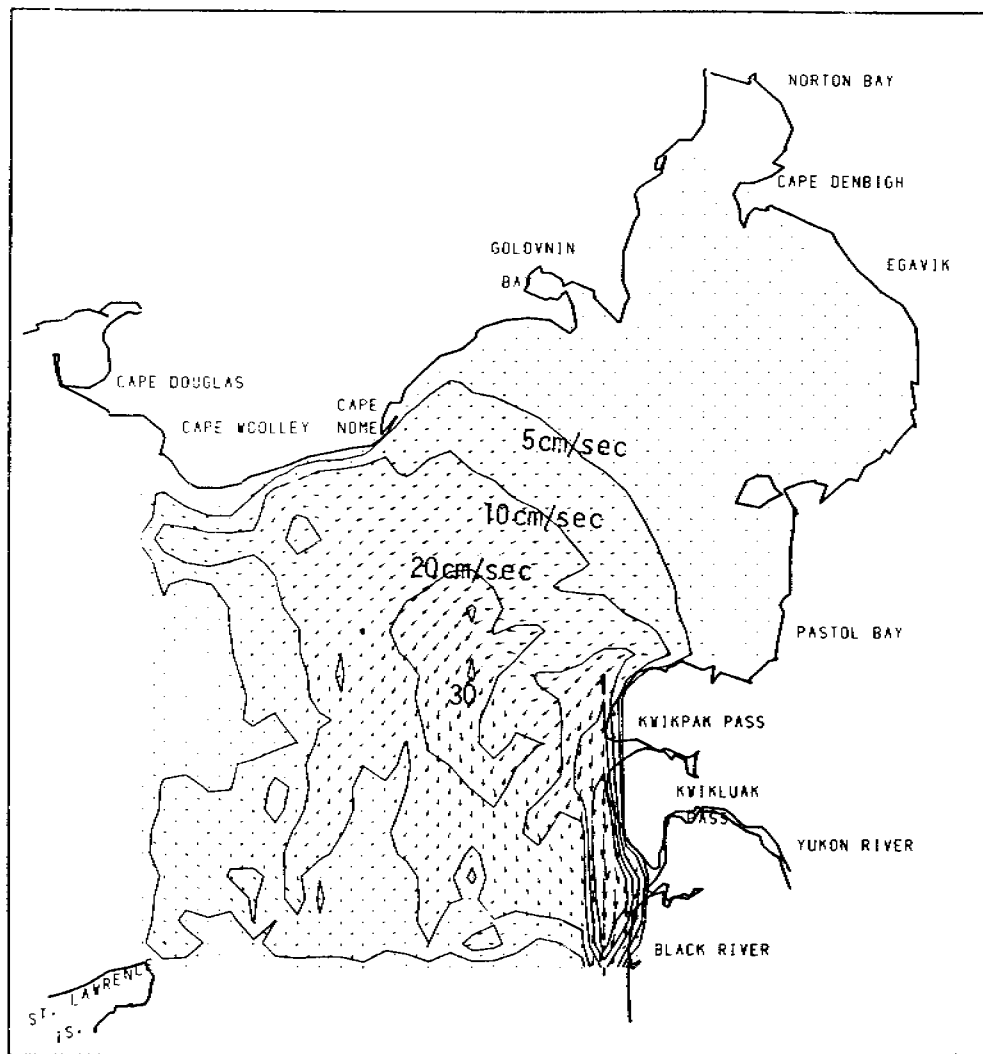 NORTON BAY
CAPE DENBIGH
GOLOVNIN
BA
EGAVIK
CAPE DOUGLAS
CAPE
CAPE WOOLLEY
NOME
5cm/sec
10cm/sec
20cm/sec
30
PASTOL BAY
KWIKPAK PASS
KWIKLUAK
PASS
YUKON RIVER
BLACK RIVER
ST. LAWRENCE
IS.